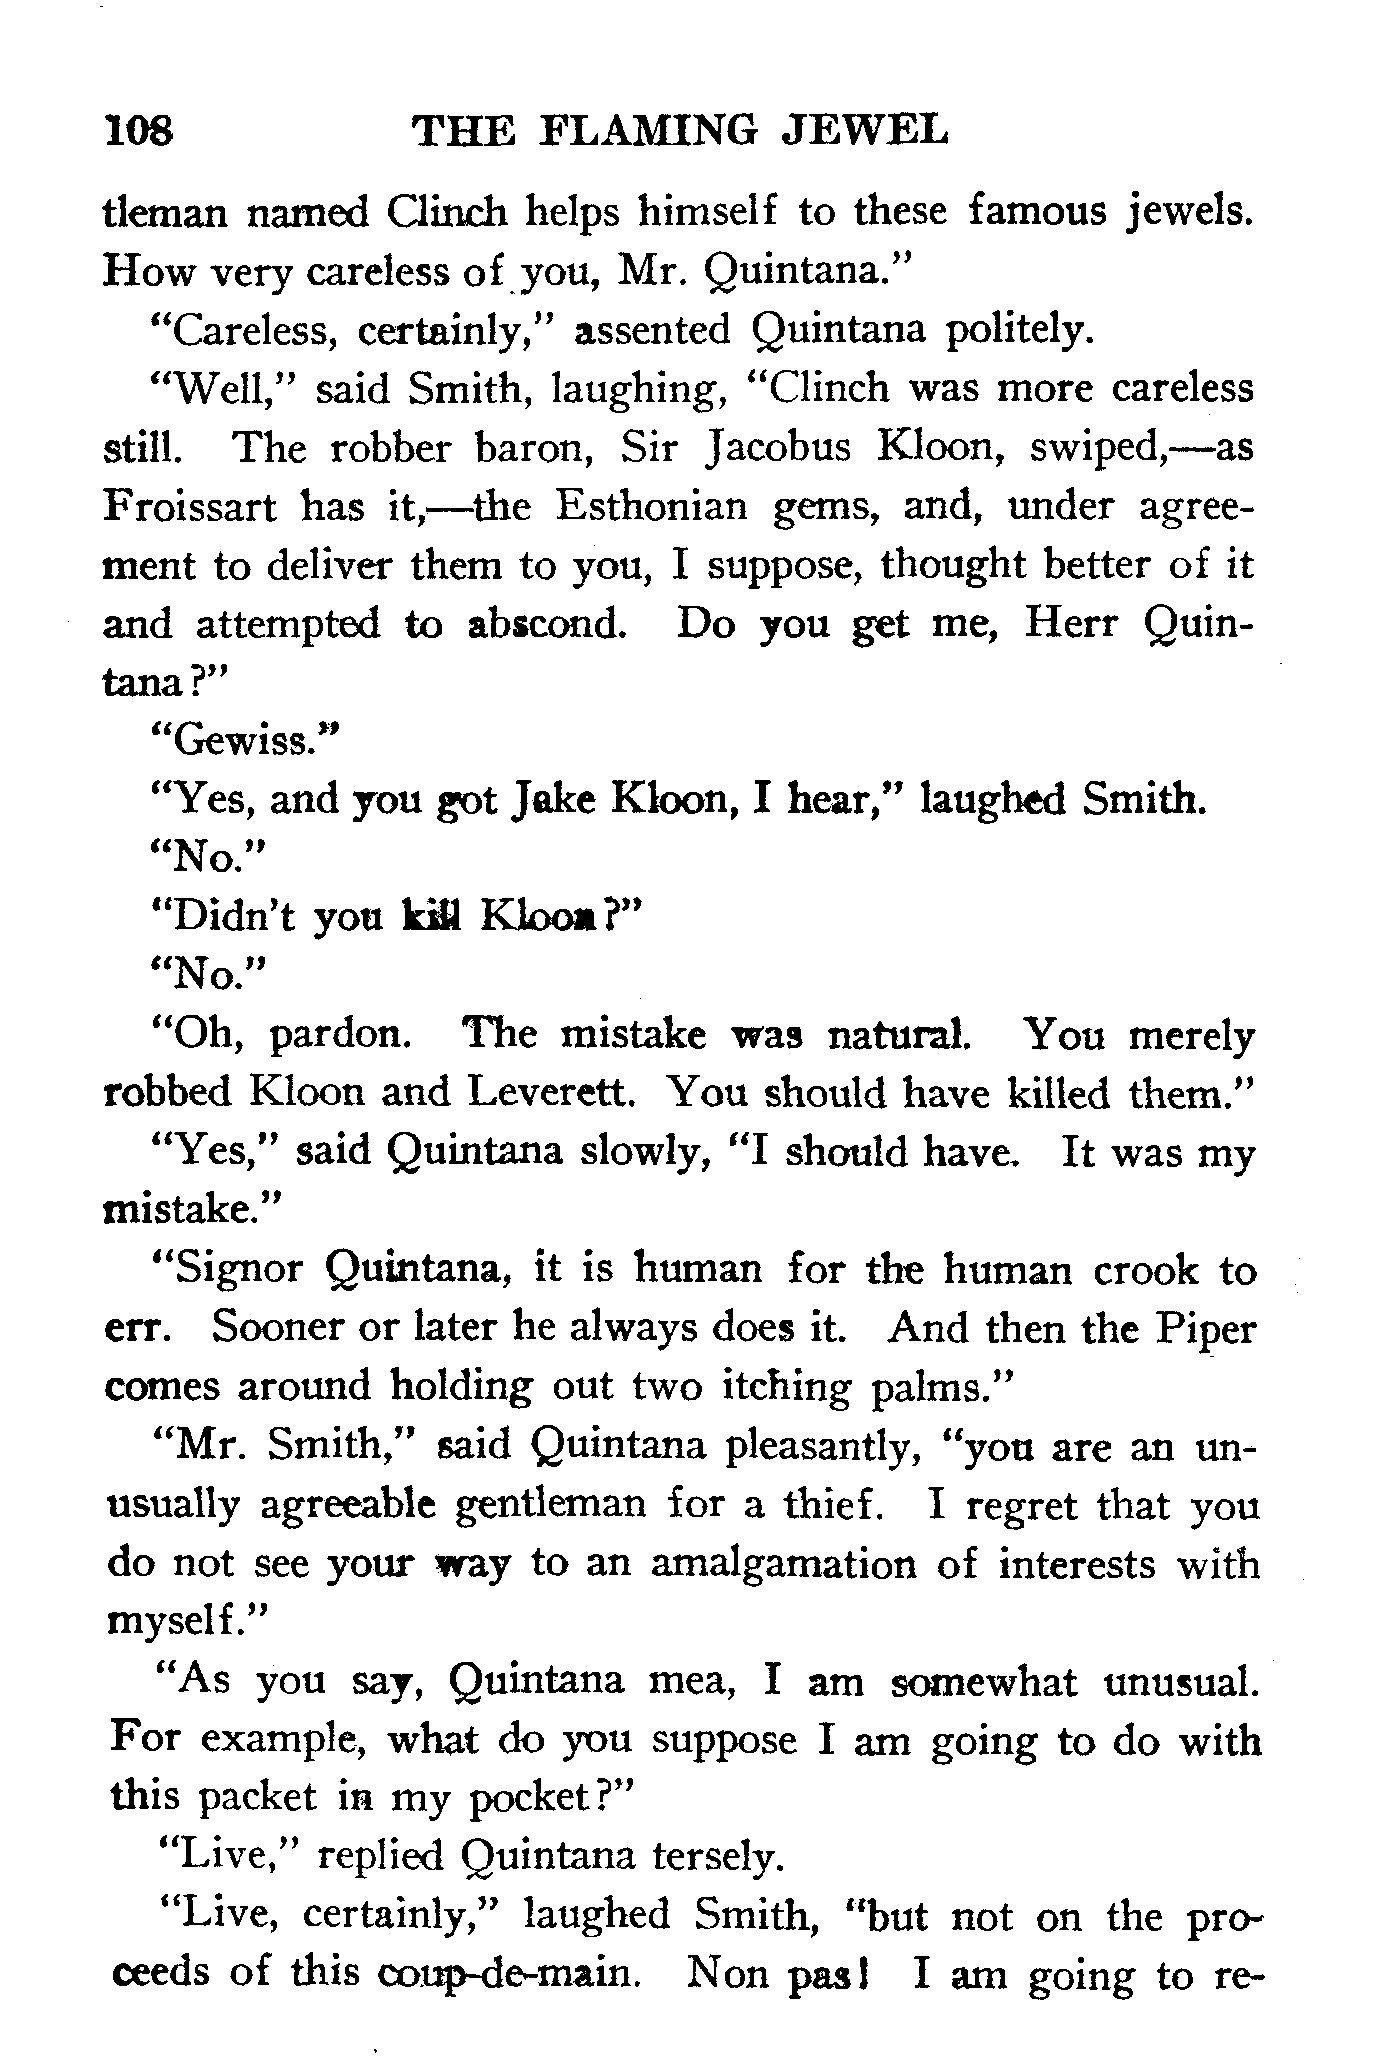 108 THE FLAMING JEWEL
tleman named Clinch helps himself to these famous jewels.
How very careless of you, Mr. Quintana.”
“Careless, certainly,” assented Quintana politely.
“Well,” said Smith, laughing, “Clinch was more careless
still. The robber baron, Sir Jacobus Kloon, swiped,—as
Froissart has it,—the Esthonian gems, and, under agree-
ment to deliver them to you, I suppose, thought better of it
and attempted to abscond. Do you get me, Herr Quin-
tana?”
“Gewiss.”
“Yes, and you got Jake Kloon, I hear,” laughed Smith.
“No.”
“Didn’t you kill Kloon?”
“No.”
“Oh, pardon. The mistake was natural. You merely
robbed Kloon and Leverett. You should have killed them.”
“Yes,” said Quintana slowly, “I should have. It was my
mistake.”
“Signor Quintana, it is human for the human crook to
err. Sooner or later he always does it. And then the Piper
comes around holding out two itching palms.”
“Mr. Smith,” said Quintana pleasantly, “you are an un-
usually agreeable gentleman for a thief. I regret that you
do not see your way to an amalgamation of interests with
myself.”
“As you say, Quintana mea, I am somewhat unusual.
For example, what do you suppose I am going to do with
this packet in my pocket?”
“Live,” replied Quintana tersely.
“Live, certainly,” laughed Smith, “but not on the pro-
ceeds of this coup-de-main. Non pas! I am going to re-